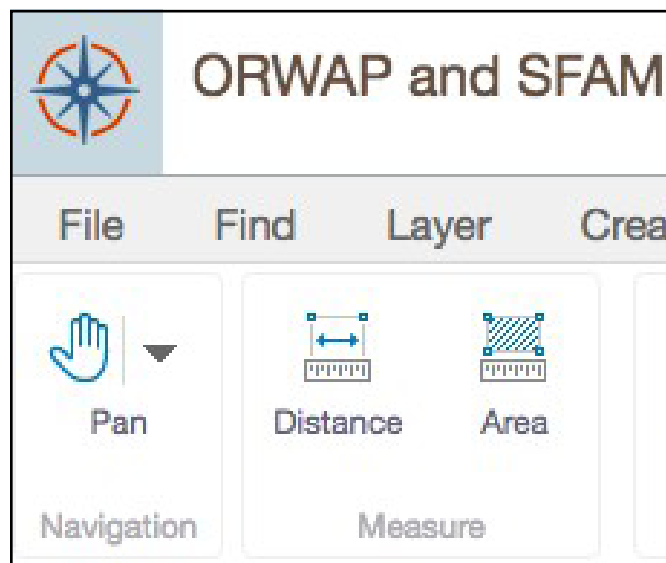 ORWAP and SFAM
File Find Layer Crea
Pan
Distance Area
Navigation Measure